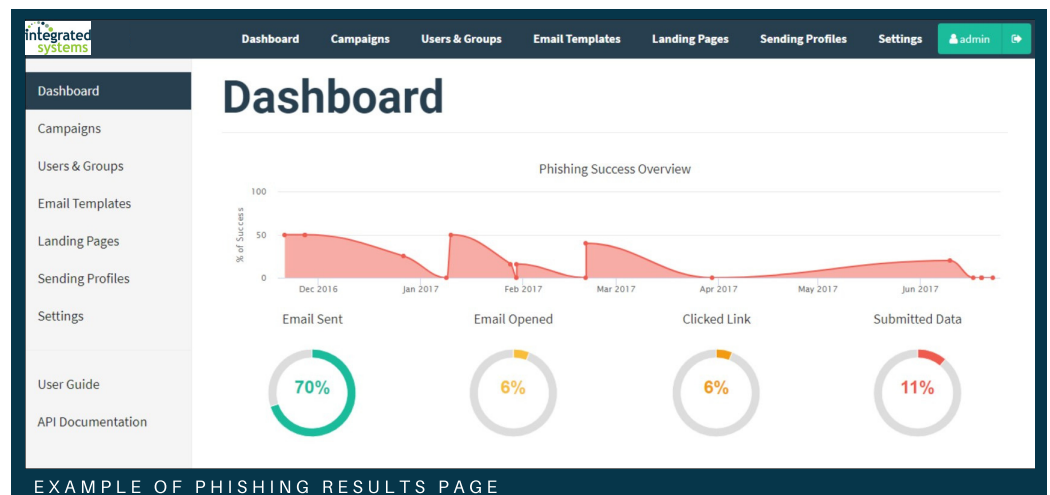 integrated
systems
Dashboard Campaigns Users & Groups Email Templates Landing Pages Sending Profiles Settings admin
Dashboard
Campaigns
Users & Groups
Email Templates
Landing Pages
Sending Profiles
Settings
User Guide
API Documentation
Dashboard
Phishing Success Overview
% of Success
100
50
0
Dec 2016 Jan 2017 Feb 2017 Mar 2017 Apr 2017 May 2017 Jun 2017
Email Sent Email Opened Clicked Link Submitted Data
70% 6% 6% 11%
EXAMPLE OF PHISHING RESULTS PAGE